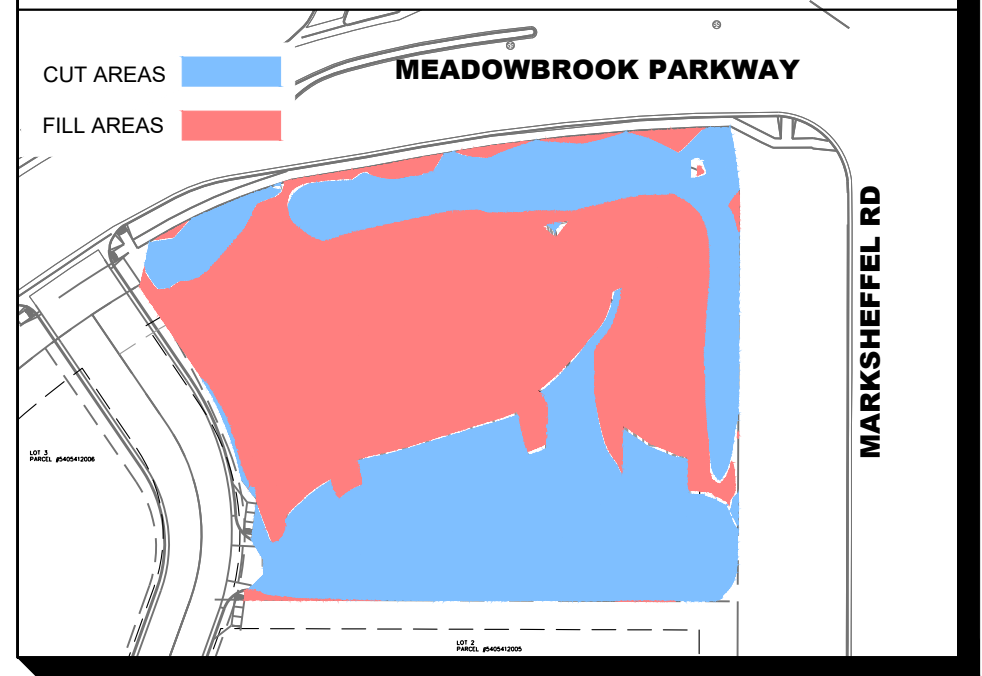 MEADOWBROOK PARKWAY
CUT AREAS
FILL AREAS
MARKSHEFFEL RD
LOT 3
PARCEL #5405412006
LOT 2
PARCEL #5405412005